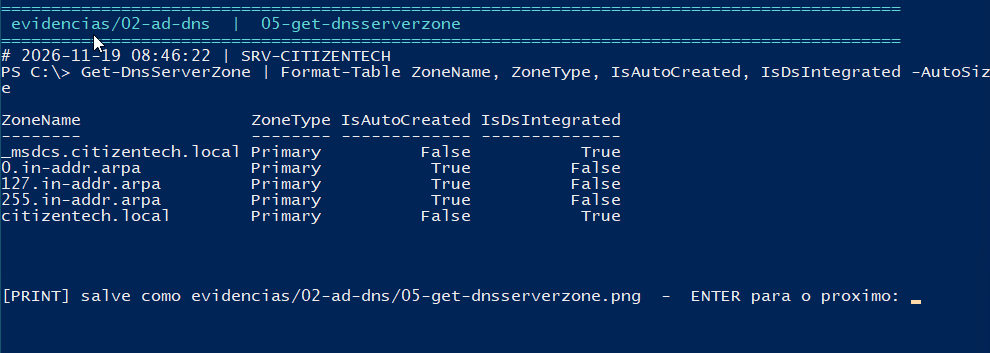 ==========================================================================================
evidencias/02-ad-dns  |  05-get-dnsserverzone
==========================================================================================
# 2026-11-19 08:46:22 | SRV-CITIZENTECH
PS C:\> Get-DnsServerZone | Format-Table ZoneName, ZoneType, IsAutoCreated, IsDsIntegrated -AutoSiz
e
ZoneName                 ZoneType IsAutoCreated IsDsIntegrated
--------                 -------- ------------- --------------
_msdcs.citizentech.local Primary          False           True
0.in-addr.arpa           Primary           True          False
127.in-addr.arpa         Primary           True          False
255.in-addr.arpa         Primary           True          False
citizentech.local        Primary          False           True
[PRINT] salve como evidencias/02-ad-dns/05-get-dnsserverzone.png  -  ENTER para o proximo: